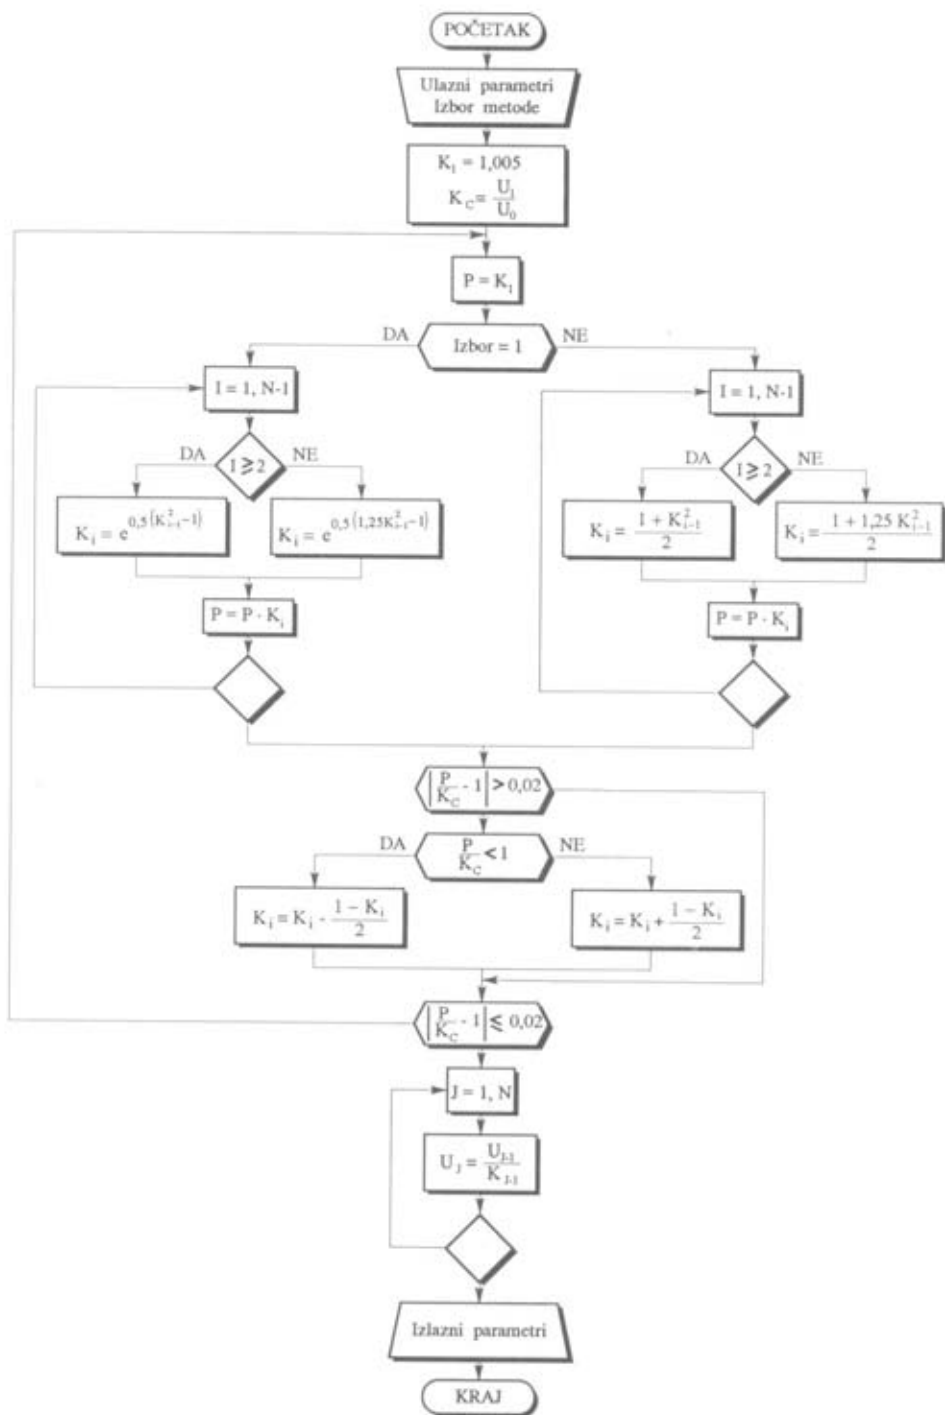 POČETAK
Ulazni parametri
Izbor metode
K₁ = 1,005
K_C = U₁/U₀
P = K₁
DA
Izbor = 1
NE
I = 1, N-1
I = 1, N-1
DA
I ⩾ 2
NE
DA
I ⩾ 2
NE
K_i = e^{0,5(K²_{i-1}-1)}
K_i = e^{0,5(1,25K²_{i-1}-1)}
K_i = (1 + K²_{i-1})/2
K_i = (1 + 1,25 K²_{i-1})/2
P = P · K_i
P = P · K_i
|P/K_C - 1| > 0,02
DA
P/K_C < 1
NE
K_i = K_i - (1 – K_i)/2
K_i = K_i + (1 – K_i)/2
|P/K_C - 1| ⩽ 0,02
J = 1, N
U_J = U_{J-1}/K_{J-1}
Izlazni parametri
KRAJ